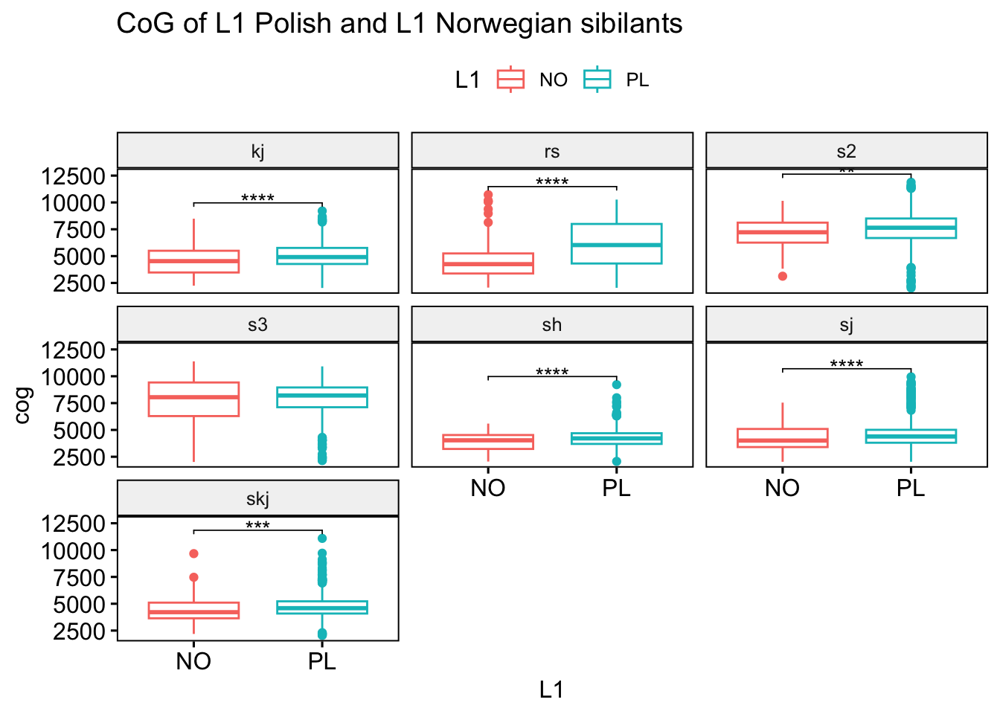 CoG of L1 Polish and L1 Norwegian sibilants
L1 NO PL
kj rs s2
12500
10000
7500
5000
2500
**** **** **
s3 sh sj
12500
10000
7500
5000
2500
**** ****
NO PL NO PL
cog
skj
12500
10000
7500
5000
2500
***
NO PL
L1